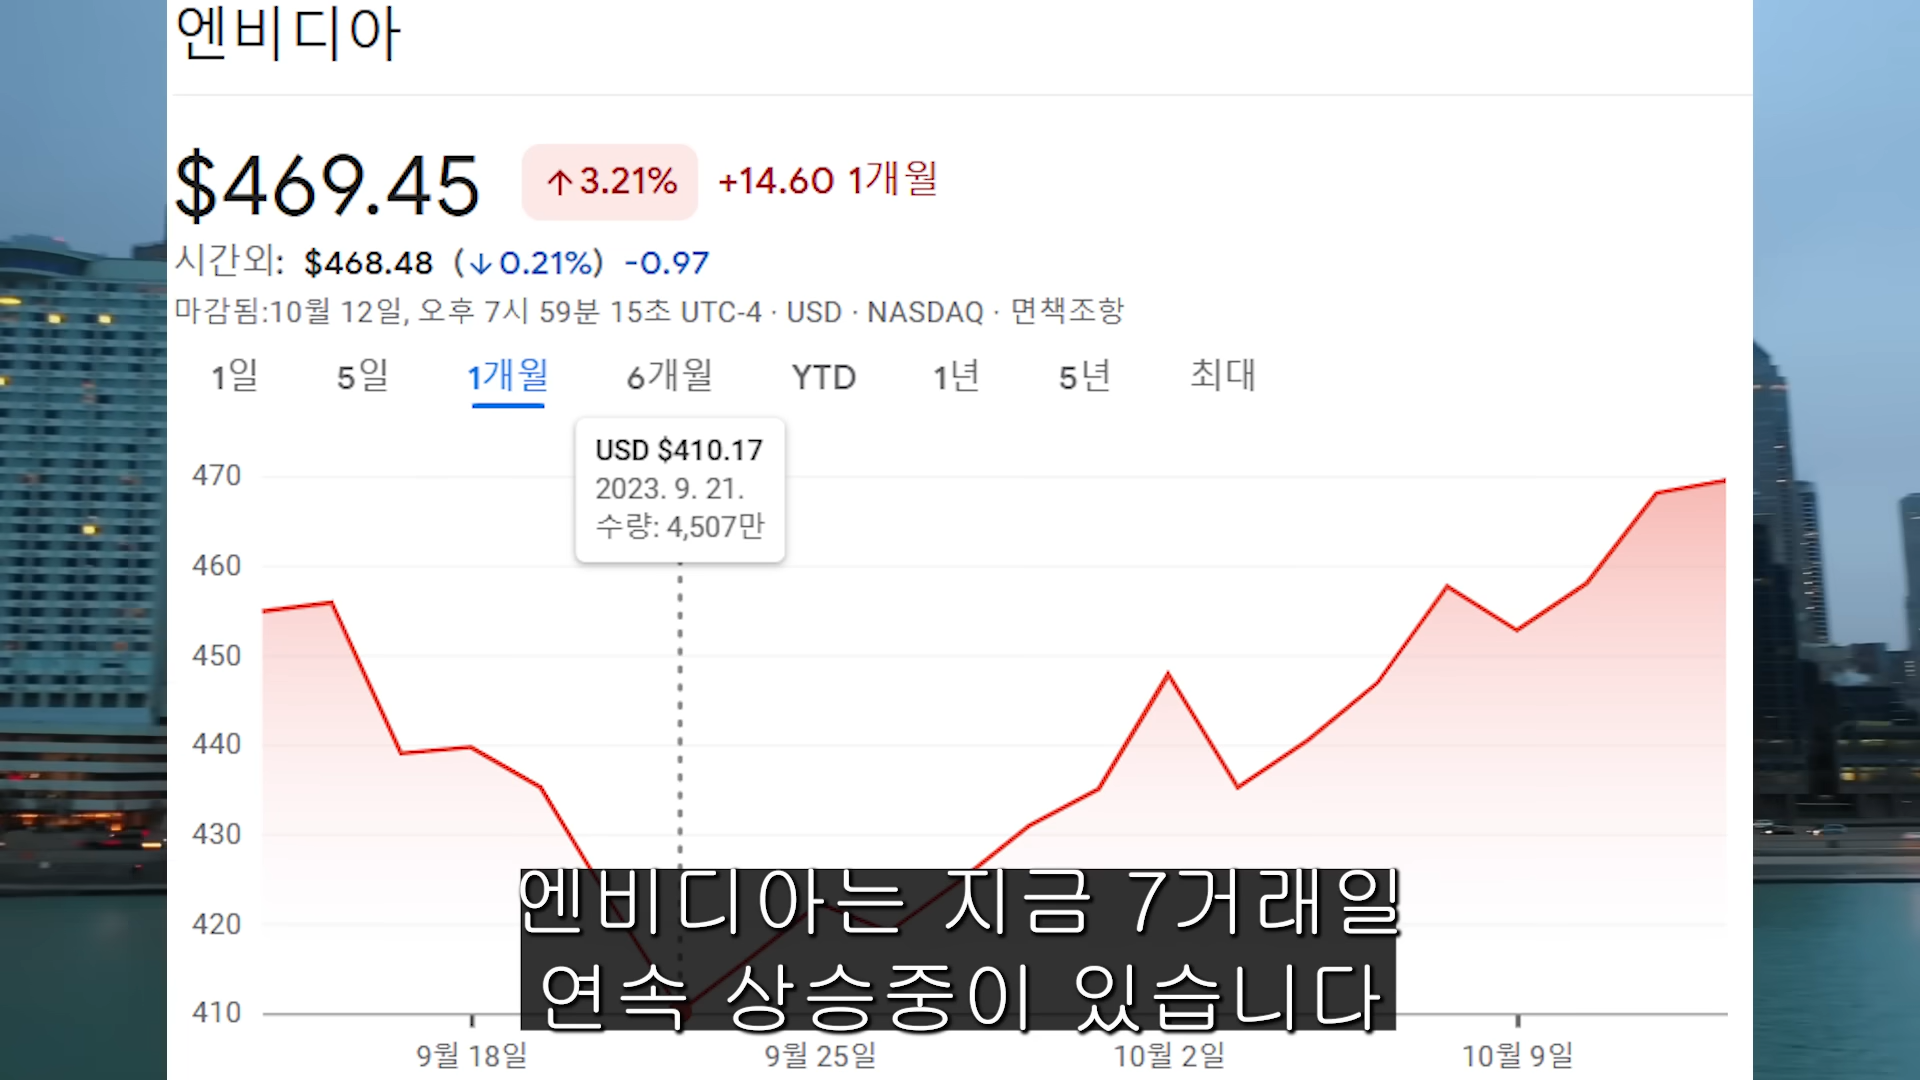 엔비디아
$469.45 ↑3.21% +14.60 1개월
시간외: $468.48 (↓0.21%) -0.97
마감됨:10월 12일, 오후 7시 59분 15초 UTC-4 · USD · NASDAQ · 면책조항
1일 5일 1개월 6개월 YTD 1년 5년 최대
USD $410.17
2023. 9. 21.
수량: 4,507만
470
460
450
440
430
420
410
엔비디아는 지금 7거래일
연속 상승중이 있습니다
9월 18일 9월 25일 10월 2일 10월 9일